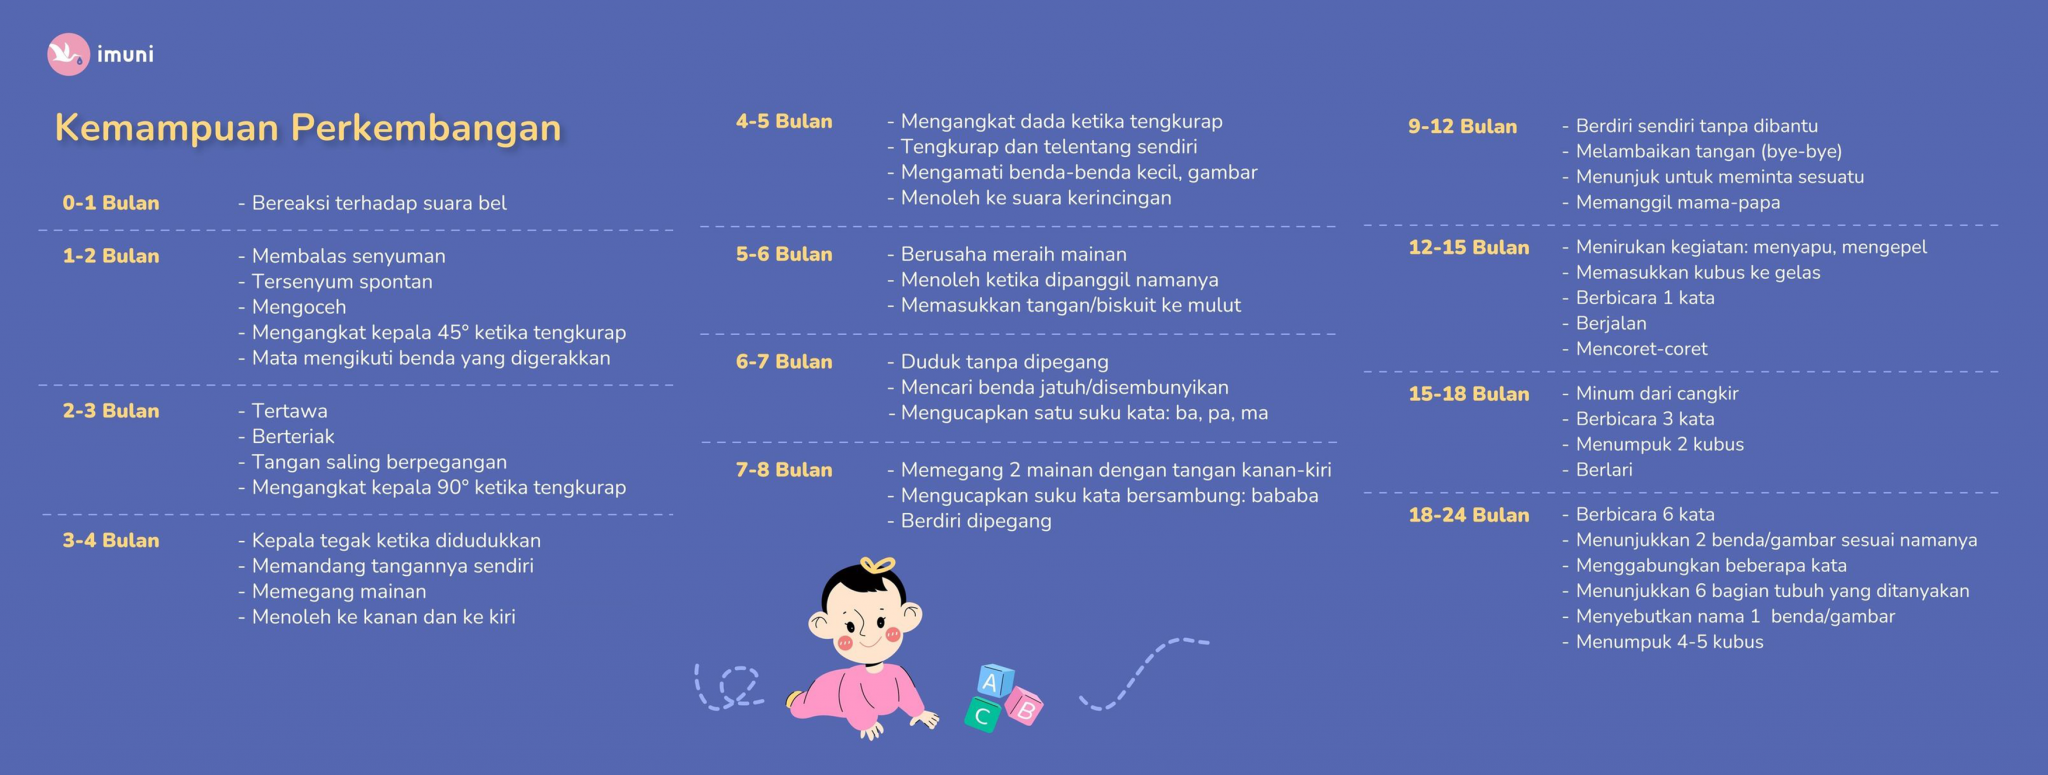 imuni
Kemampuan Perkembangan
0-1 Bulan
- Bereaksi terhadap suara bel
1-2 Bulan
- Membalas senyuman
- Tersenyum spontan
- Mengoceh
- Mengangkat kepala 45° ketika tengkurap
- Mata mengikuti benda yang digerakkan
2-3 Bulan
- Tertawa
- Berteriak
- Tangan saling berpegangan
- Mengangkat kepala 90° ketika tengkurap
3-4 Bulan
- Kepala tegak ketika didudukkan
- Memandang tangannya sendiri
- Memegang mainan
- Menoleh ke kanan dan ke kiri
4-5 Bulan
- Mengangkat dada ketika tengkurap
- Tengkurap dan telentang sendiri
- Mengamati benda-benda kecil, gambar
- Menoleh ke suara kerincingan
5-6 Bulan
- Berusaha meraih mainan
- Menoleh ketika dipanggil namanya
- Memasukkan tangan/biskuit ke mulut
6-7 Bulan
- Duduk tanpa dipegang
- Mencari benda jatuh/disembunyikan
- Mengucapkan satu suku kata: ba, pa, ma
7-8 Bulan
- Memegang 2 mainan dengan tangan kanan-kiri
- Mengucapkan suku kata bersambung: bababa
- Berdiri dipegang
A
B
C
9-12 Bulan
- Berdiri sendiri tanpa dibantu
- Melambaikan tangan (bye-bye)
- Menunjuk untuk meminta sesuatu
- Memanggil mama-papa
12-15 Bulan
- Menirukan kegiatan: menyapu, mengepel
- Memasukkan kubus ke gelas
- Berbicara 1 kata
- Berjalan
- Mencoret-coret
15-18 Bulan
- Minum dari cangkir
- Berbicara 3 kata
- Menumpuk 2 kubus
- Berlari
18-24 Bulan
- Berbicara 6 kata
- Menunjukkan 2 benda/gambar sesuai namanya
- Menggabungkan beberapa kata
- Menunjukkan 6 bagian tubuh yang ditanyakan
- Menyebutkan nama 1 benda/gambar
- Menumpuk 4-5 kubus